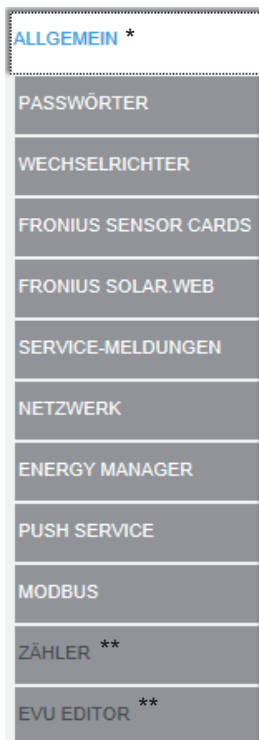 ALLGEMEIN *
PASSWÖRTER
WECHSELRICHTER
FRONIUS SENSOR CARDS
FRONIUS SOLAR.WEB
SERVICE-MELDUNGEN
NETZWERK
ENERGY MANAGER
PUSH SERVICE
MODBUS
ZÄHLER **
EVU EDITOR **